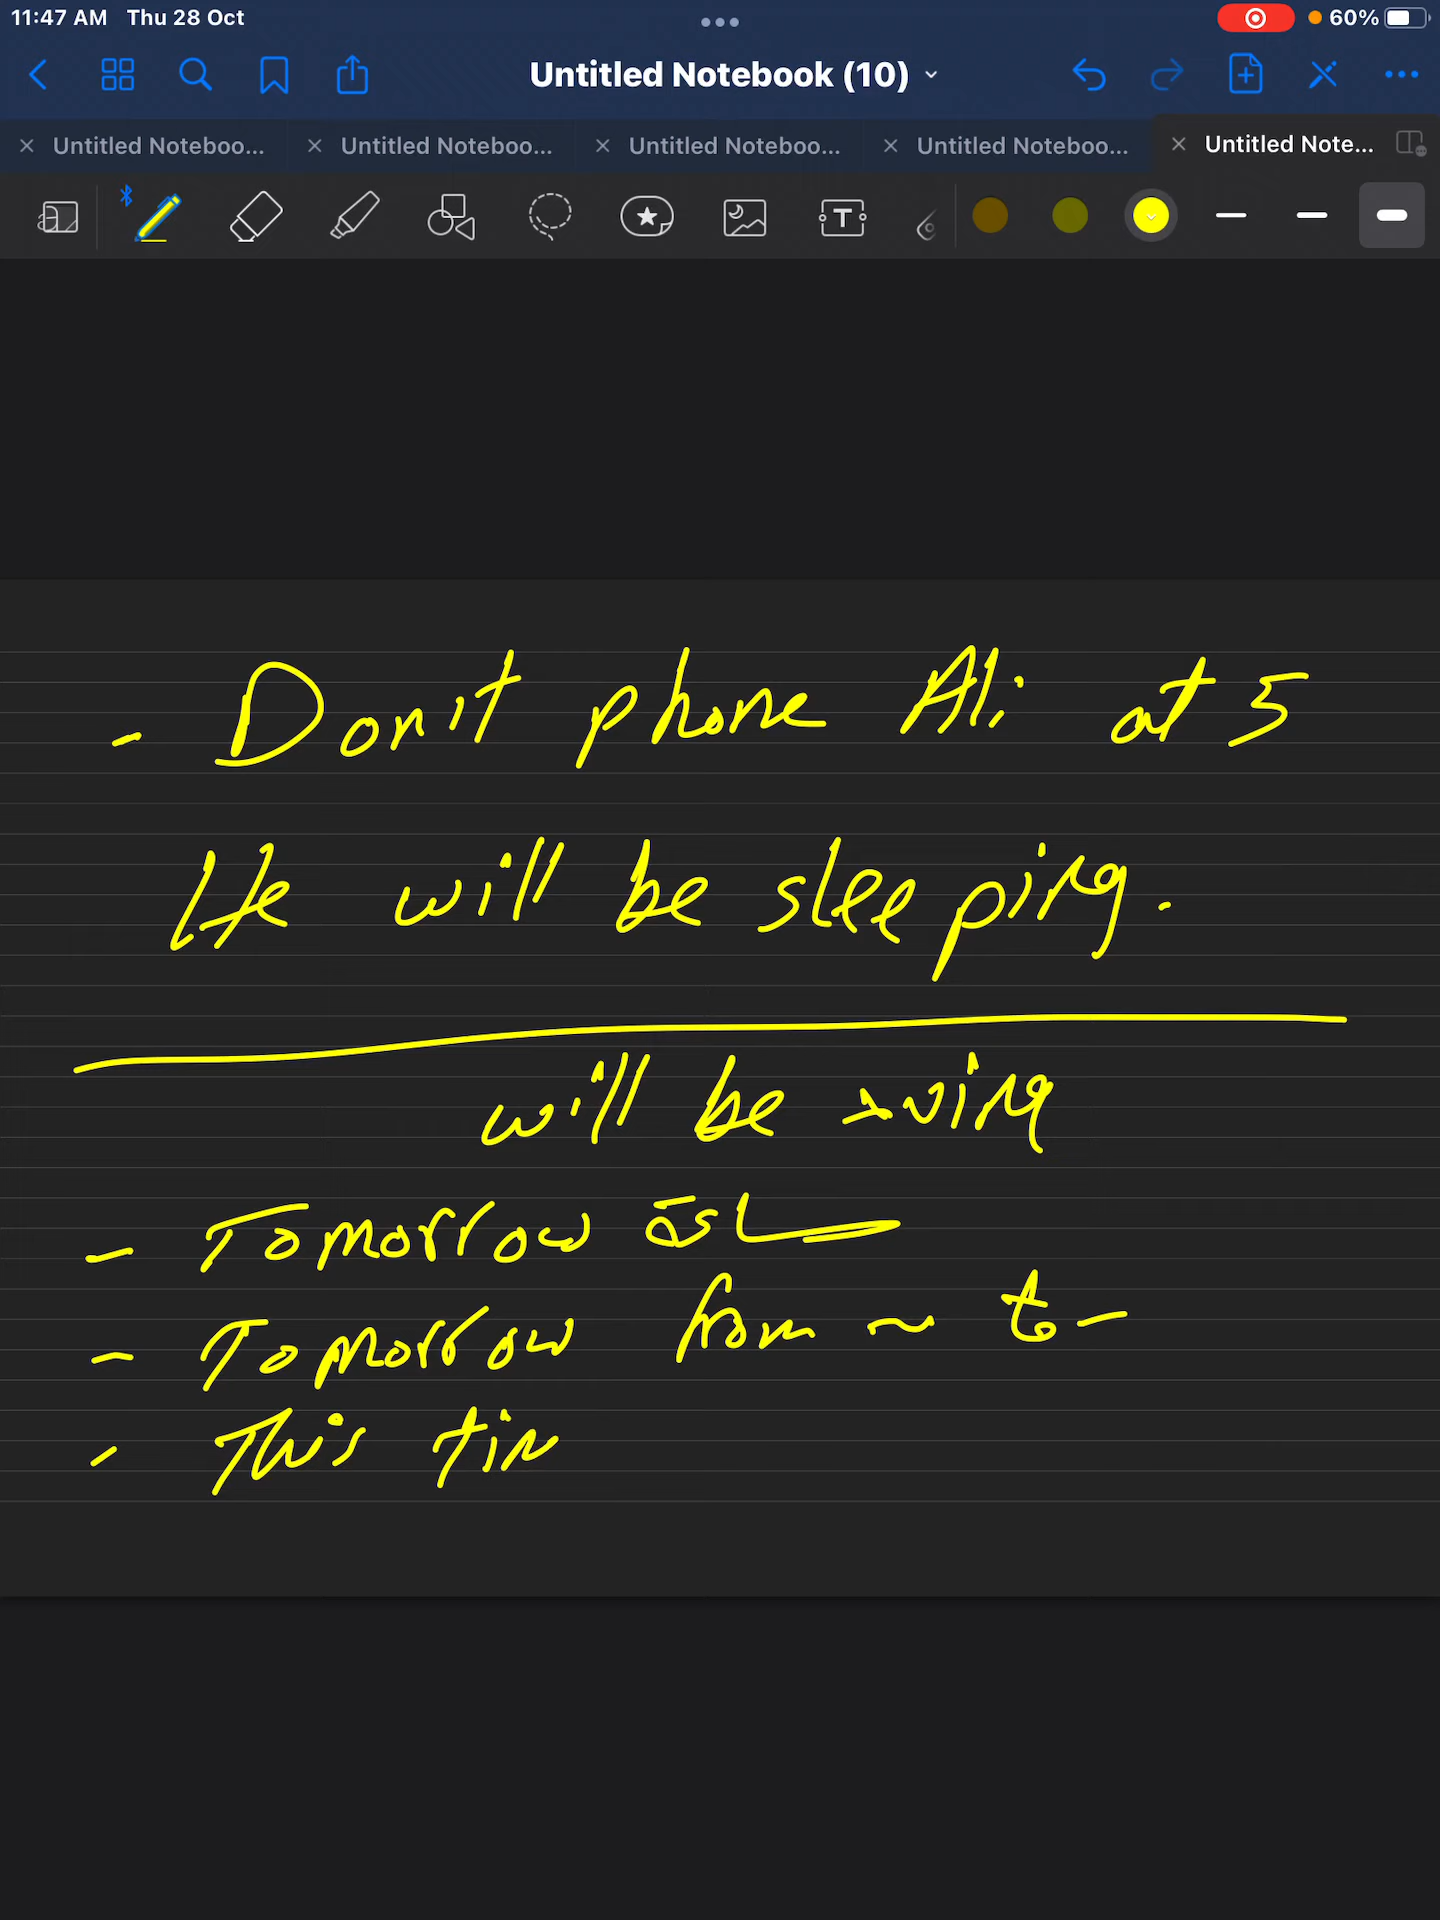 11:47 AM Thu 28 Oct 60%
Untitled Notebook (10)
Untitled Noteboo... Untitled Noteboo... Untitled Noteboo... Untitled Noteboo... Untitled Note...
- Don't phone Ali at 5
He will be sleeping.
will be ing
- Tomorrow
- Tomorrow from ~ to -
- This tim